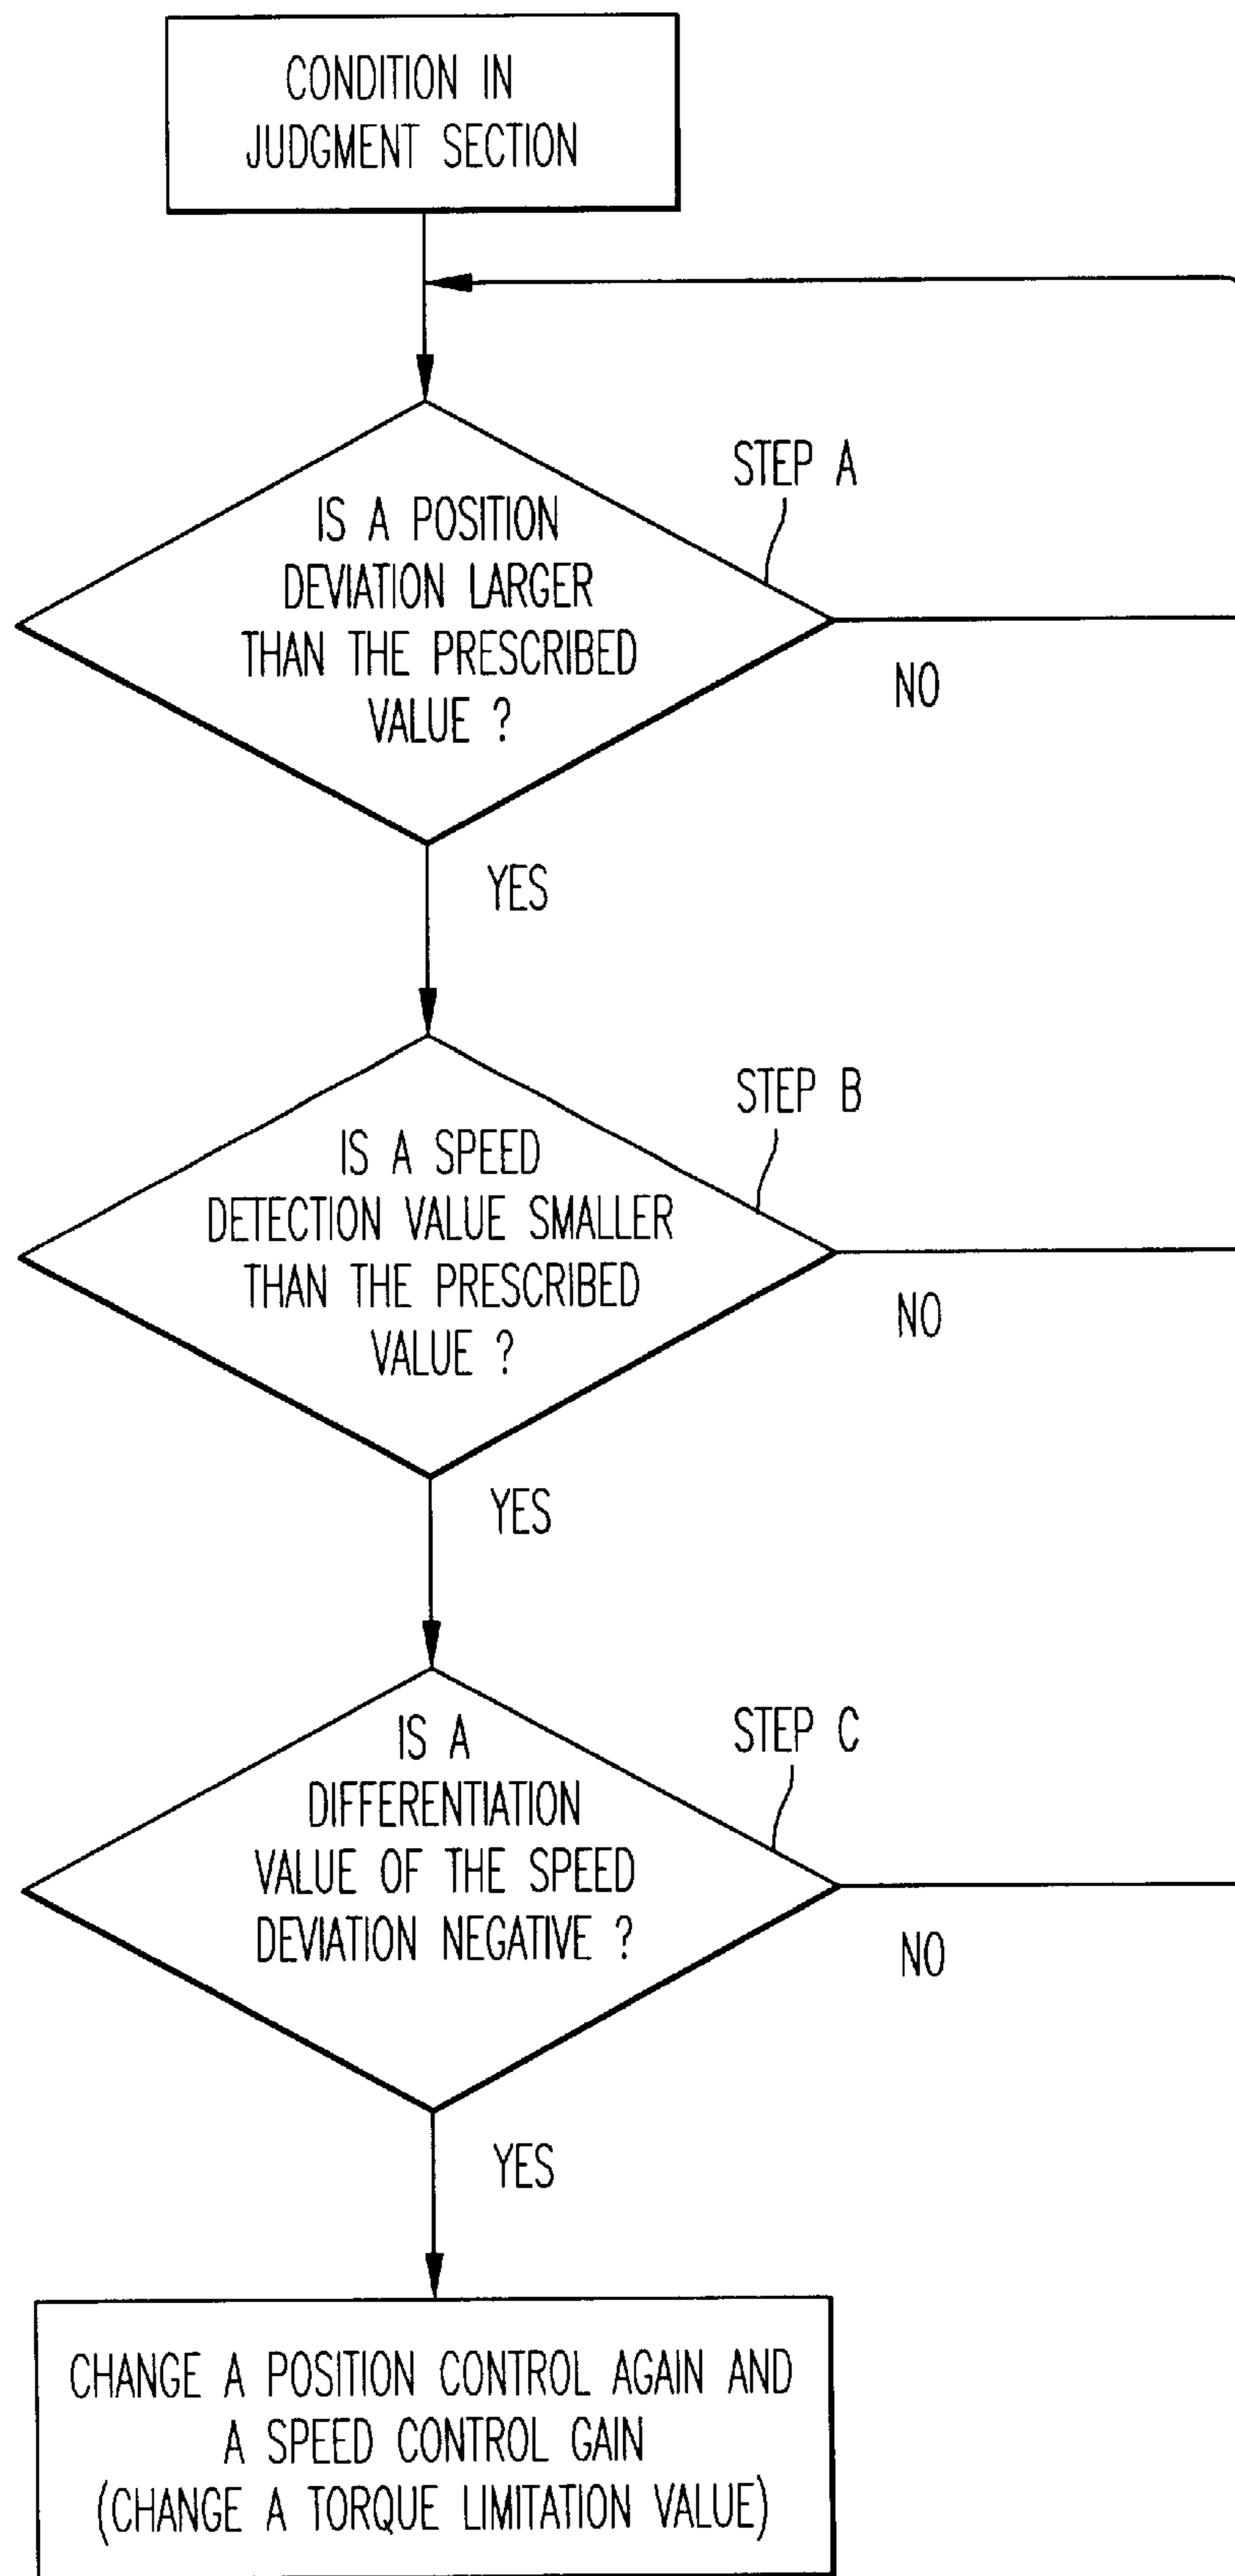 CONDITION IN
JUDGMENT SECTION
STEP A
IS A POSITION
DEVIATION LARGER
THAN THE PRESCRIBED
VALUE ?
NO
YES
STEP B
IS A SPEED
DETECTION VALUE SMALLER
THAN THE PRESCRIBED
VALUE ?
NO
YES
STEP C
IS A
DIFFERENTIATION
VALUE OF THE SPEED
DEVIATION NEGATIVE ?
NO
YES
CHANGE A POSITION CONTROL AGAIN AND
A SPEED CONTROL GAIN
(CHANGE A TORQUE LIMITATION VALUE)